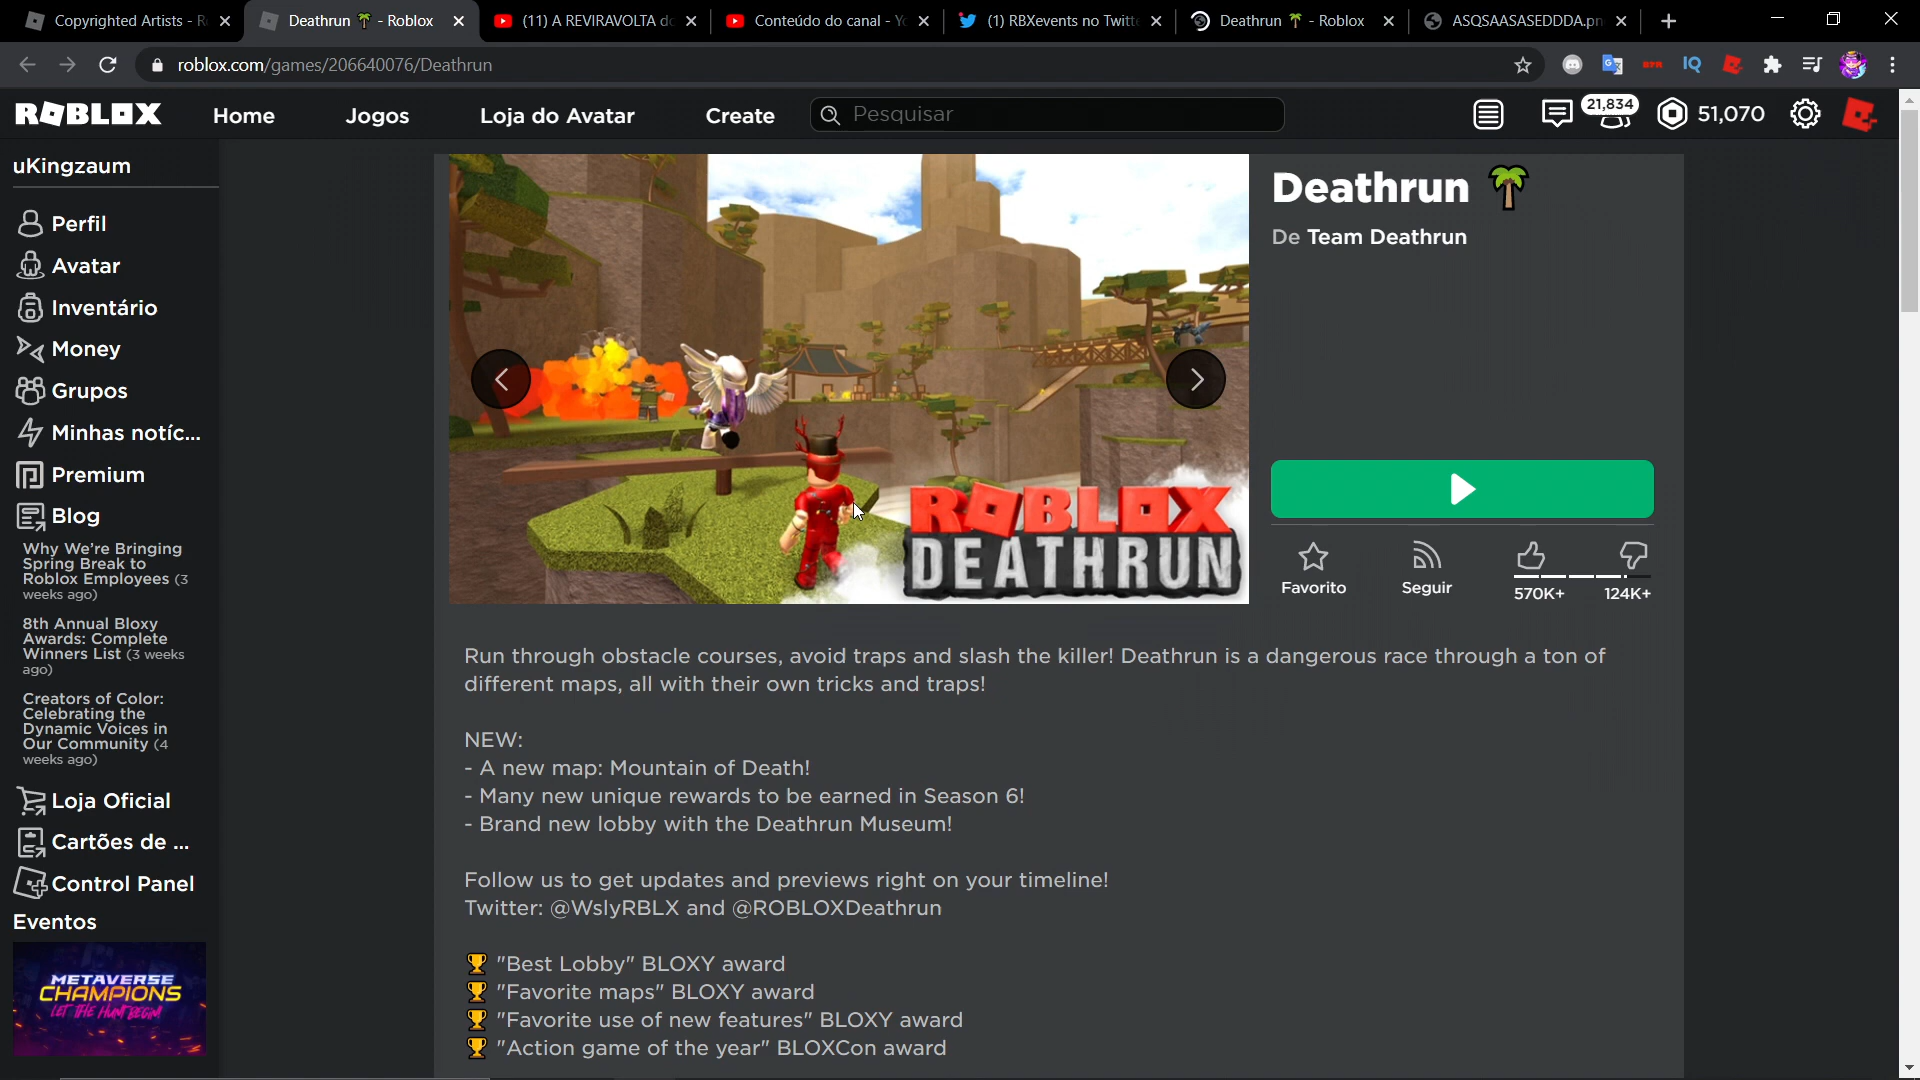 Copyrighted Artists - R
Deathrun 🌴 - Roblox
(11) A REVIRAVOLTA do
Conteúdo do canal - Yo
(1) RBXevents no Twitte
Deathrun 🌴 - Roblox
ASQSAASASEDDDA.pn
roblox.com/games/206640076/Deathrun
ROBLOX
Home
Jogos
Loja do Avatar
Create
Pesquisar
21,834
51,070
uKingzaum
Perfil
Avatar
Inventário
Money
Grupos
Minhas notíc...
Premium
Blog
Why We're Bringing
Spring Break to
Roblox Employees (3
weeks ago)
8th Annual Bloxy
Awards: Complete
Winners List (3 weeks
ago)
Creators of Color:
Celebrating the
Dynamic Voices in
Our Community (4
weeks ago)
Loja Oficial
Cartões de ...
Control Panel
Eventos
METAVERSE
CHAMPIONS
LET THE HUNT BEGIN!
ROBLOX
DEATHRUN
Deathrun 🌴
De Team Deathrun
Favorito
Seguir
570K+
124K+
Run through obstacle courses, avoid traps and slash the killer! Deathrun is a dangerous race through a ton of
different maps, all with their own tricks and traps!
NEW:
- A new map: Mountain of Death!
- Many new unique rewards to be earned in Season 6!
- Brand new lobby with the Deathrun Museum!
Follow us to get updates and previews right on your timeline!
Twitter: @WslyRBLX and @ROBLOXDeathrun
🏆 "Best Lobby" BLOXY award
🏆 "Favorite maps" BLOXY award
🏆 "Favorite use of new features" BLOXY award
🏆 "Action game of the year" BLOXCon award